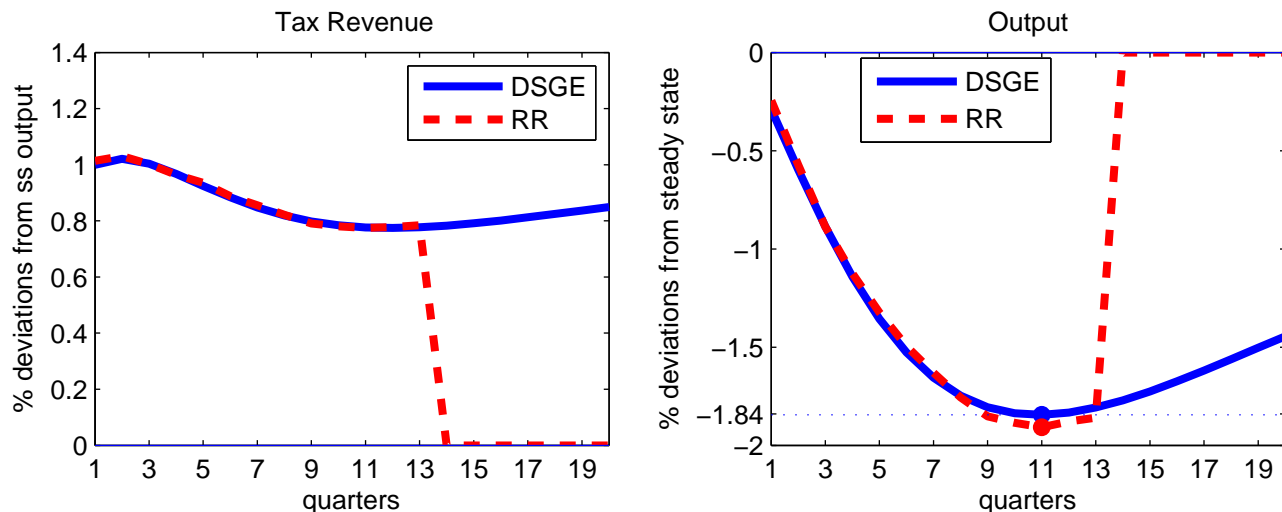 Tax Revenue
% deviations from ss output
1.4
1.2
1
0.8
0.6
0.4
0.2
0
DSGE
RR
1 3 5 7 9 11 13 15 17 19
quarters
Output
% deviations from steady state
0
−0.5
−1
−1.5
−1.84
−2
DSGE
RR
1 3 5 7 9 11 13 15 17 19
quarters